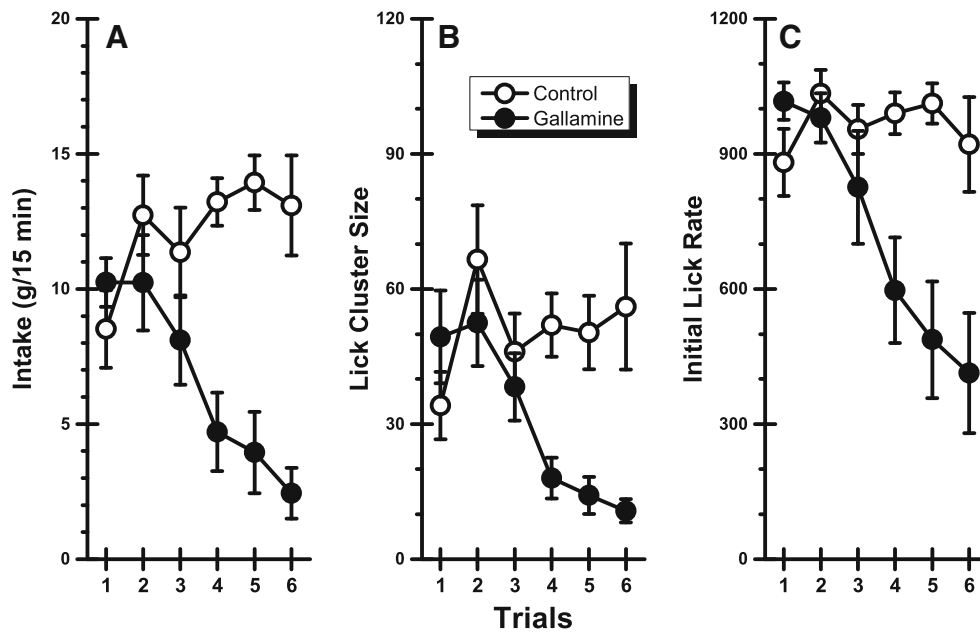 A
Intake (g/15 min)
20
15
10
5
0
1 2 3 4 5 6
B
Control
Gallamine
Lick Cluster Size
120
90
60
30
0
1 2 3 4 5 6
Trials
C
Initial Lick Rate
1200
900
600
300
0
1 2 3 4 5 6